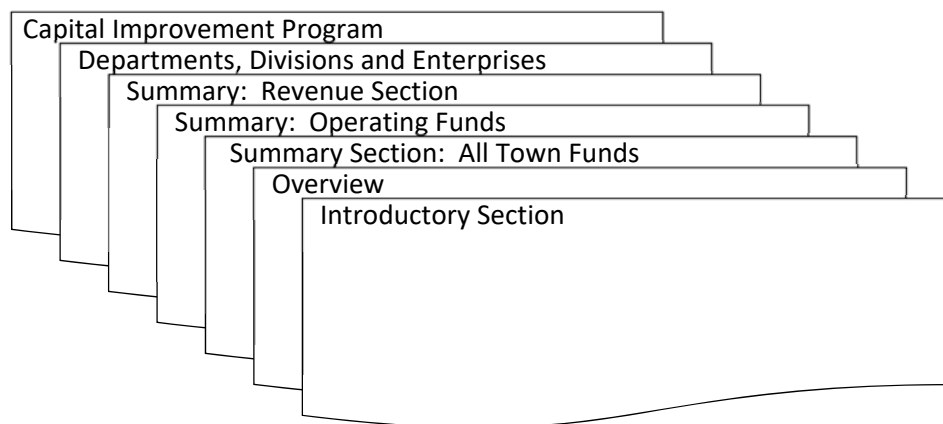 Capital Improvement Program
Departments, Divisions and Enterprises
Summary:  Revenue Section
Summary:  Operating Funds
Summary Section:  All Town Funds
Overview
Introductory Section